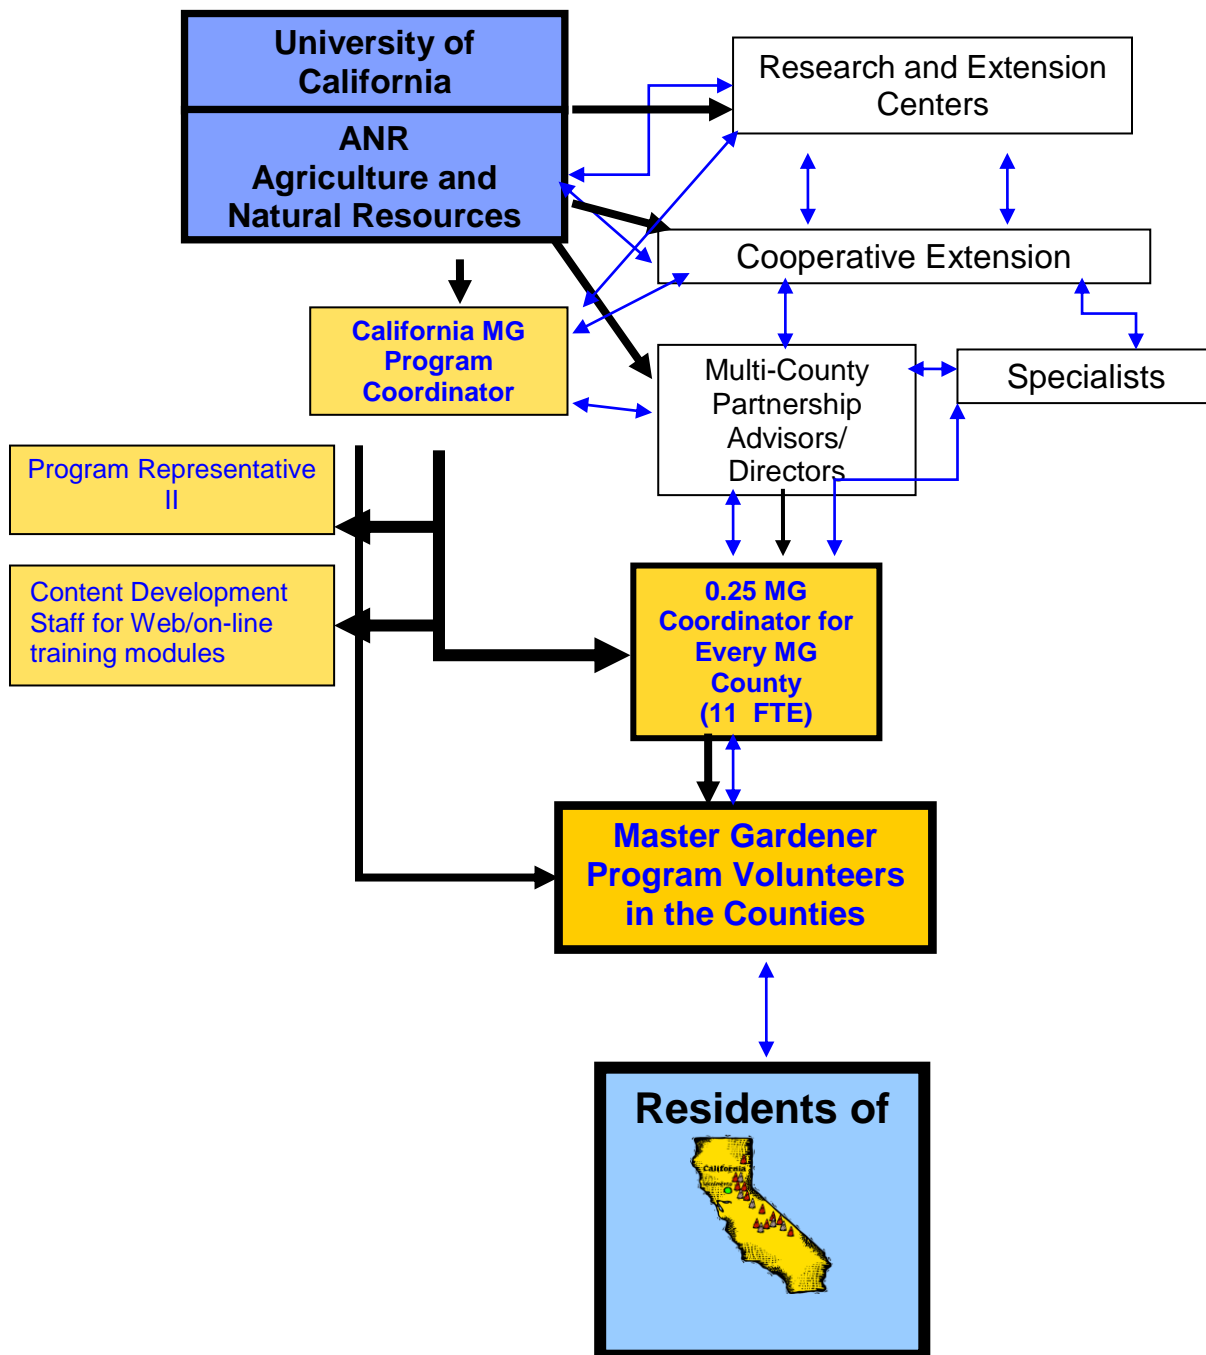 University of
California
ANR
Agriculture and
Natural Resources
Research and Extension
Centers
Cooperative Extension
California MG
Program
Coordinator
Multi-County
Partnership
Advisors/
Directors
Specialists
Program Representative
II
Content Development
Staff for Web/on-line
training modules
0.25 MG
Coordinator for
Every MG
County
(11 FTE)
Master Gardener
Program Volunteers
in the Counties
Residents of
California